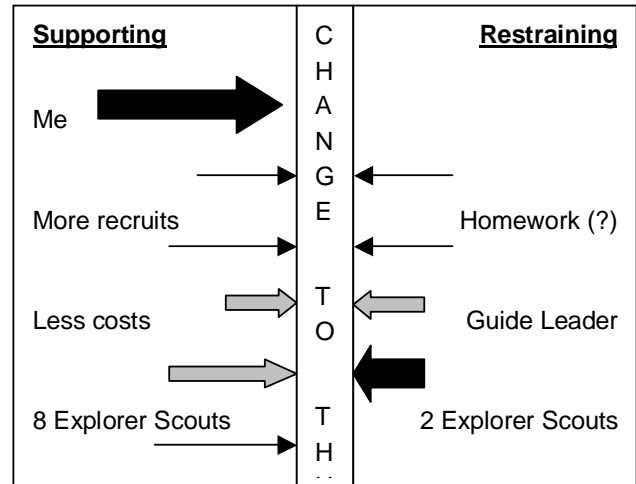 Supporting
Restraining
Me
More recruits
Homework (?)
Less costs
Guide Leader
8 Explorer Scouts
2 Explorer Scouts
C
H
A
N
G
E
T
O
T
H